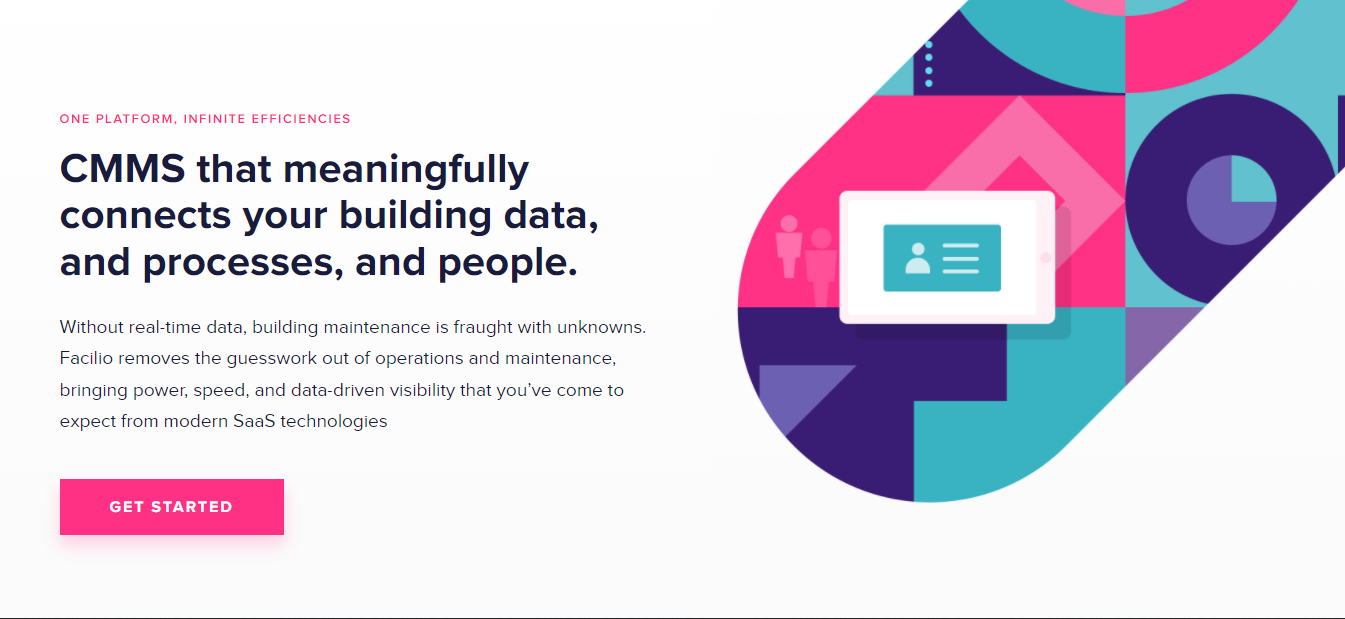 ONE PLATFORM, INFINITE EFFICIENCIES
CMMS that meaningfully
connects your building data,
and processes, and people.
Without real-time data, building maintenance is fraught with unknowns.
Facilio removes the guesswork out of operations and maintenance,
bringing power, speed, and data-driven visibility that you’ve come to
expect from modern SaaS technologies
GET STARTED